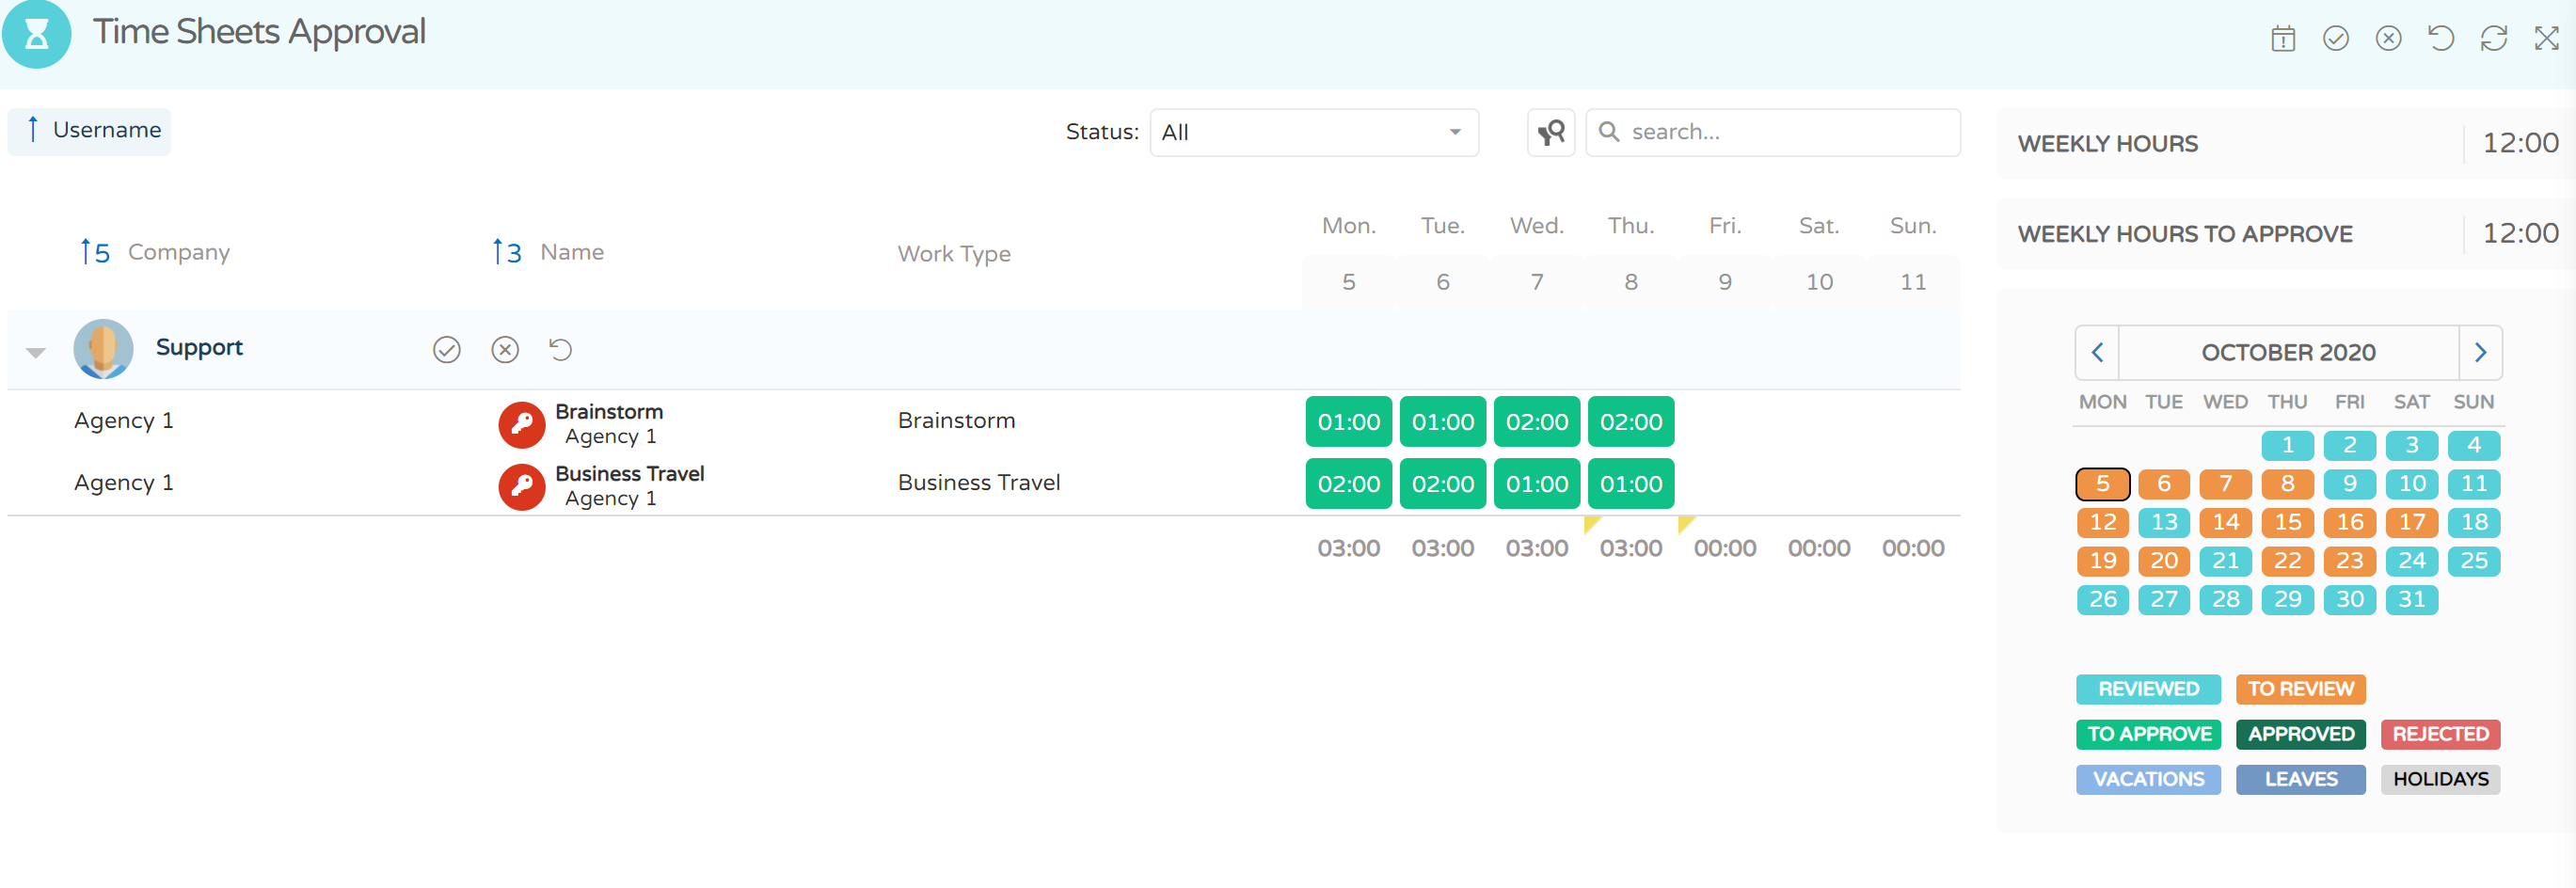 Time Sheets Approval
Username
Status: All
search...
Mon. Tue. Wed. Thu. Fri. Sat. Sun.
5 Company 3 Name Work Type
5 6 7 8 9 10 11
Support
Agency 1 Brainstorm Brainstorm 01:00 01:00 02:00 02:00
Agency 1
Agency 1 Business Travel Business Travel 02:00 02:00 01:00 01:00
Agency 1
03:00 03:00 03:00 03:00 00:00 00:00 00:00
WEEKLY HOURS 12:00
WEEKLY HOURS TO APPROVE 12:00
OCTOBER 2020
MON TUE WED THU FRI SAT SUN
1 2 3 4
5 6 7 8 9 10 11
12 13 14 15 16 17 18
19 20 21 22 23 24 25
26 27 28 29 30 31
REVIEWED TO REVIEW
TO APPROVE APPROVED REJECTED
VACATIONS LEAVES HOLIDAYS